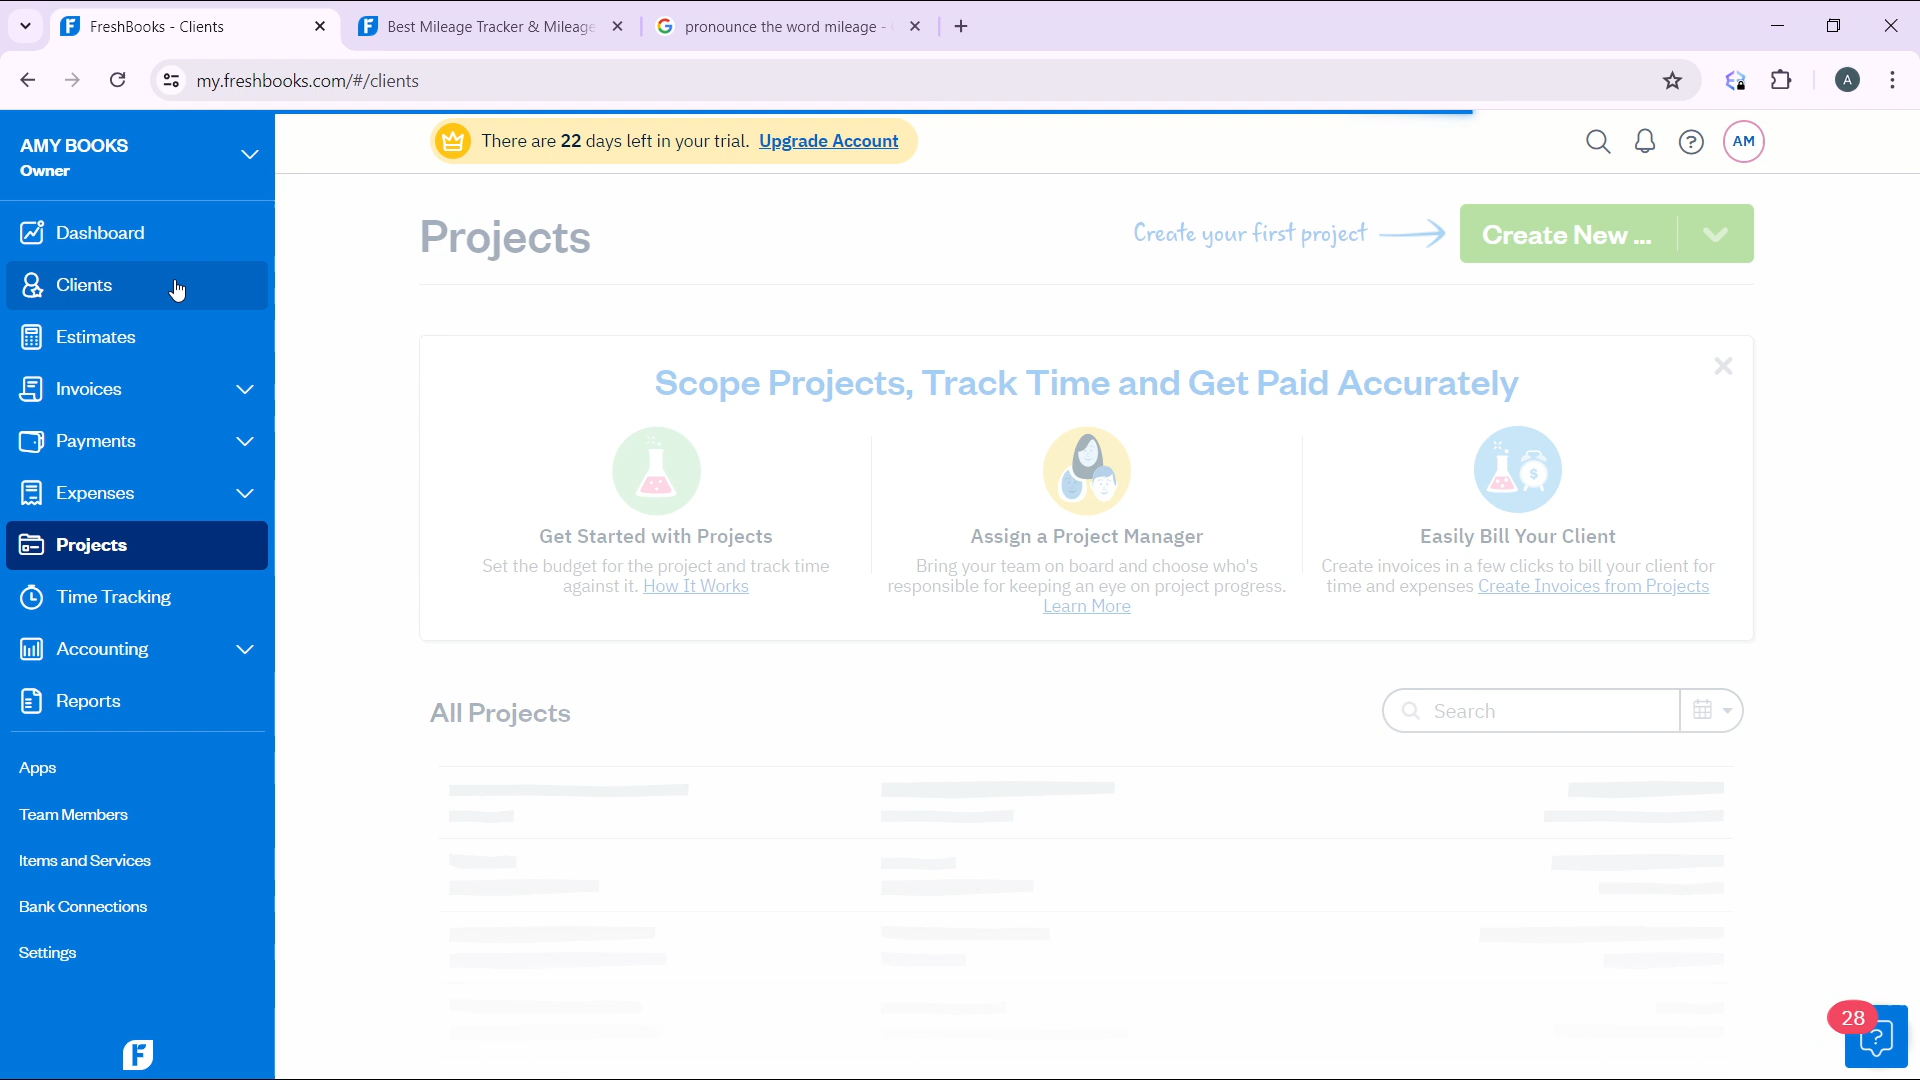 FreshBooks - Clients
Best Mileage Tracker & Mileage
pronounce the word mileage -
my.freshbooks.com/#/clients
A
AMY BOOKS
Owner
Dashboard
Clients
Estimates
Invoices
Payments
Expenses
Projects
Time Tracking
Accounting
Reports
Apps
Team Members
Items and Services
Bank Connections
Settings
There are 22 days left in your trial. Upgrade Account
AM
Projects
Create your first project
Create New ...
Scope Projects, Track Time and Get Paid Accurately
Get Started with Projects
Set the budget for the project and track time
against it. How It Works
Assign a Project Manager
Bring your team on board and choose who's
responsible for keeping an eye on project progress.
Learn More
Easily Bill Your Client
Create invoices in a few clicks to bill your client for
time and expenses Create Invoices from Projects
All Projects
Search
28